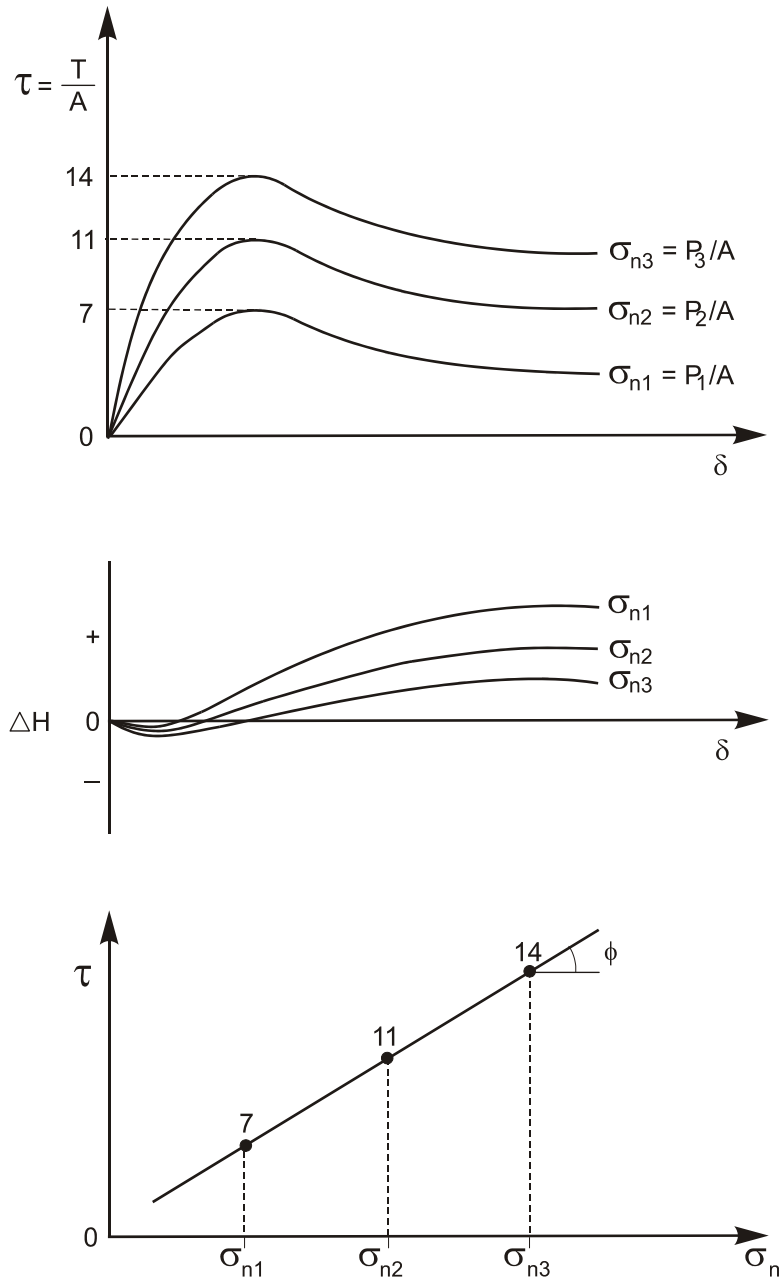 τ = T/A
14
11
7
0
σn3 = P3/A
σn2 = P2/A
σn1 = P1/A
δ
+
△H 0
–
σn1
σn2
σn3
δ
τ
14
ϕ
11
7
0
σn1 σn2 σn3 σn